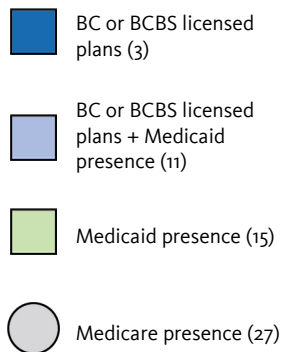 BC or BCBS licensed
plans (3)
BC or BCBS licensed
plans + Medicaid
presence (11)
Medicaid presence (15)
Medicare presence (27)